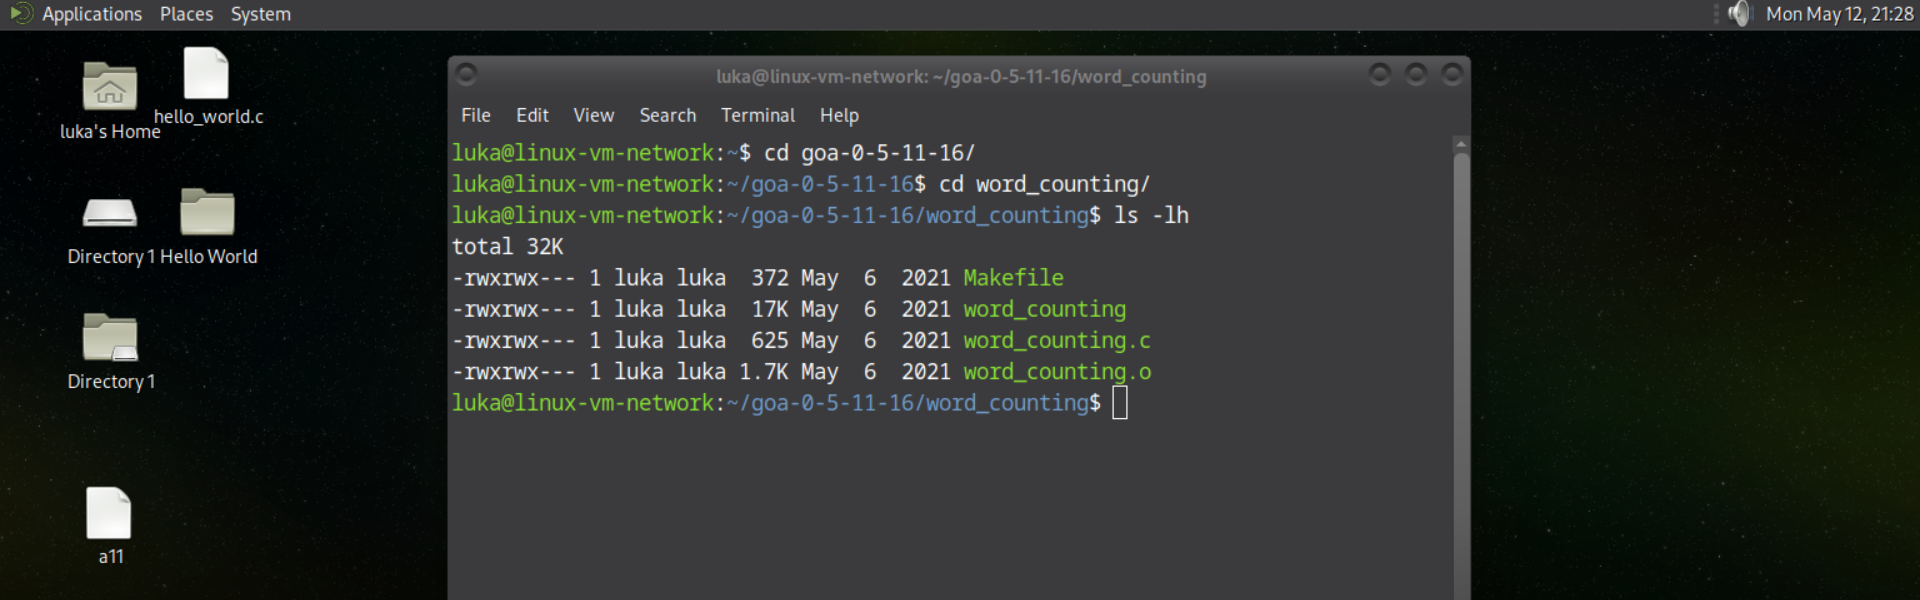 Applications Places System
Mon May 12, 21:28
luka's Home
hello_world.c
Directory 1
Hello World
Directory 1
a11
luka@linux-vm-network: ~/goa-0-5-11-16/word_counting
File Edit View Search Terminal Help
luka@linux-vm-network:~$ cd goa-0-5-11-16/
luka@linux-vm-network:~/goa-0-5-11-16$ cd word_counting/
luka@linux-vm-network:~/goa-0-5-11-16/word_counting$ ls -lh
total 32K
-rwxrwx--- 1 luka luka  372 May  6  2021 Makefile
-rwxrwx--- 1 luka luka  17K May  6  2021 word_counting
-rwxrwx--- 1 luka luka  625 May  6  2021 word_counting.c
-rwxrwx--- 1 luka luka 1.7K May  6  2021 word_counting.o
luka@linux-vm-network:~/goa-0-5-11-16/word_counting$